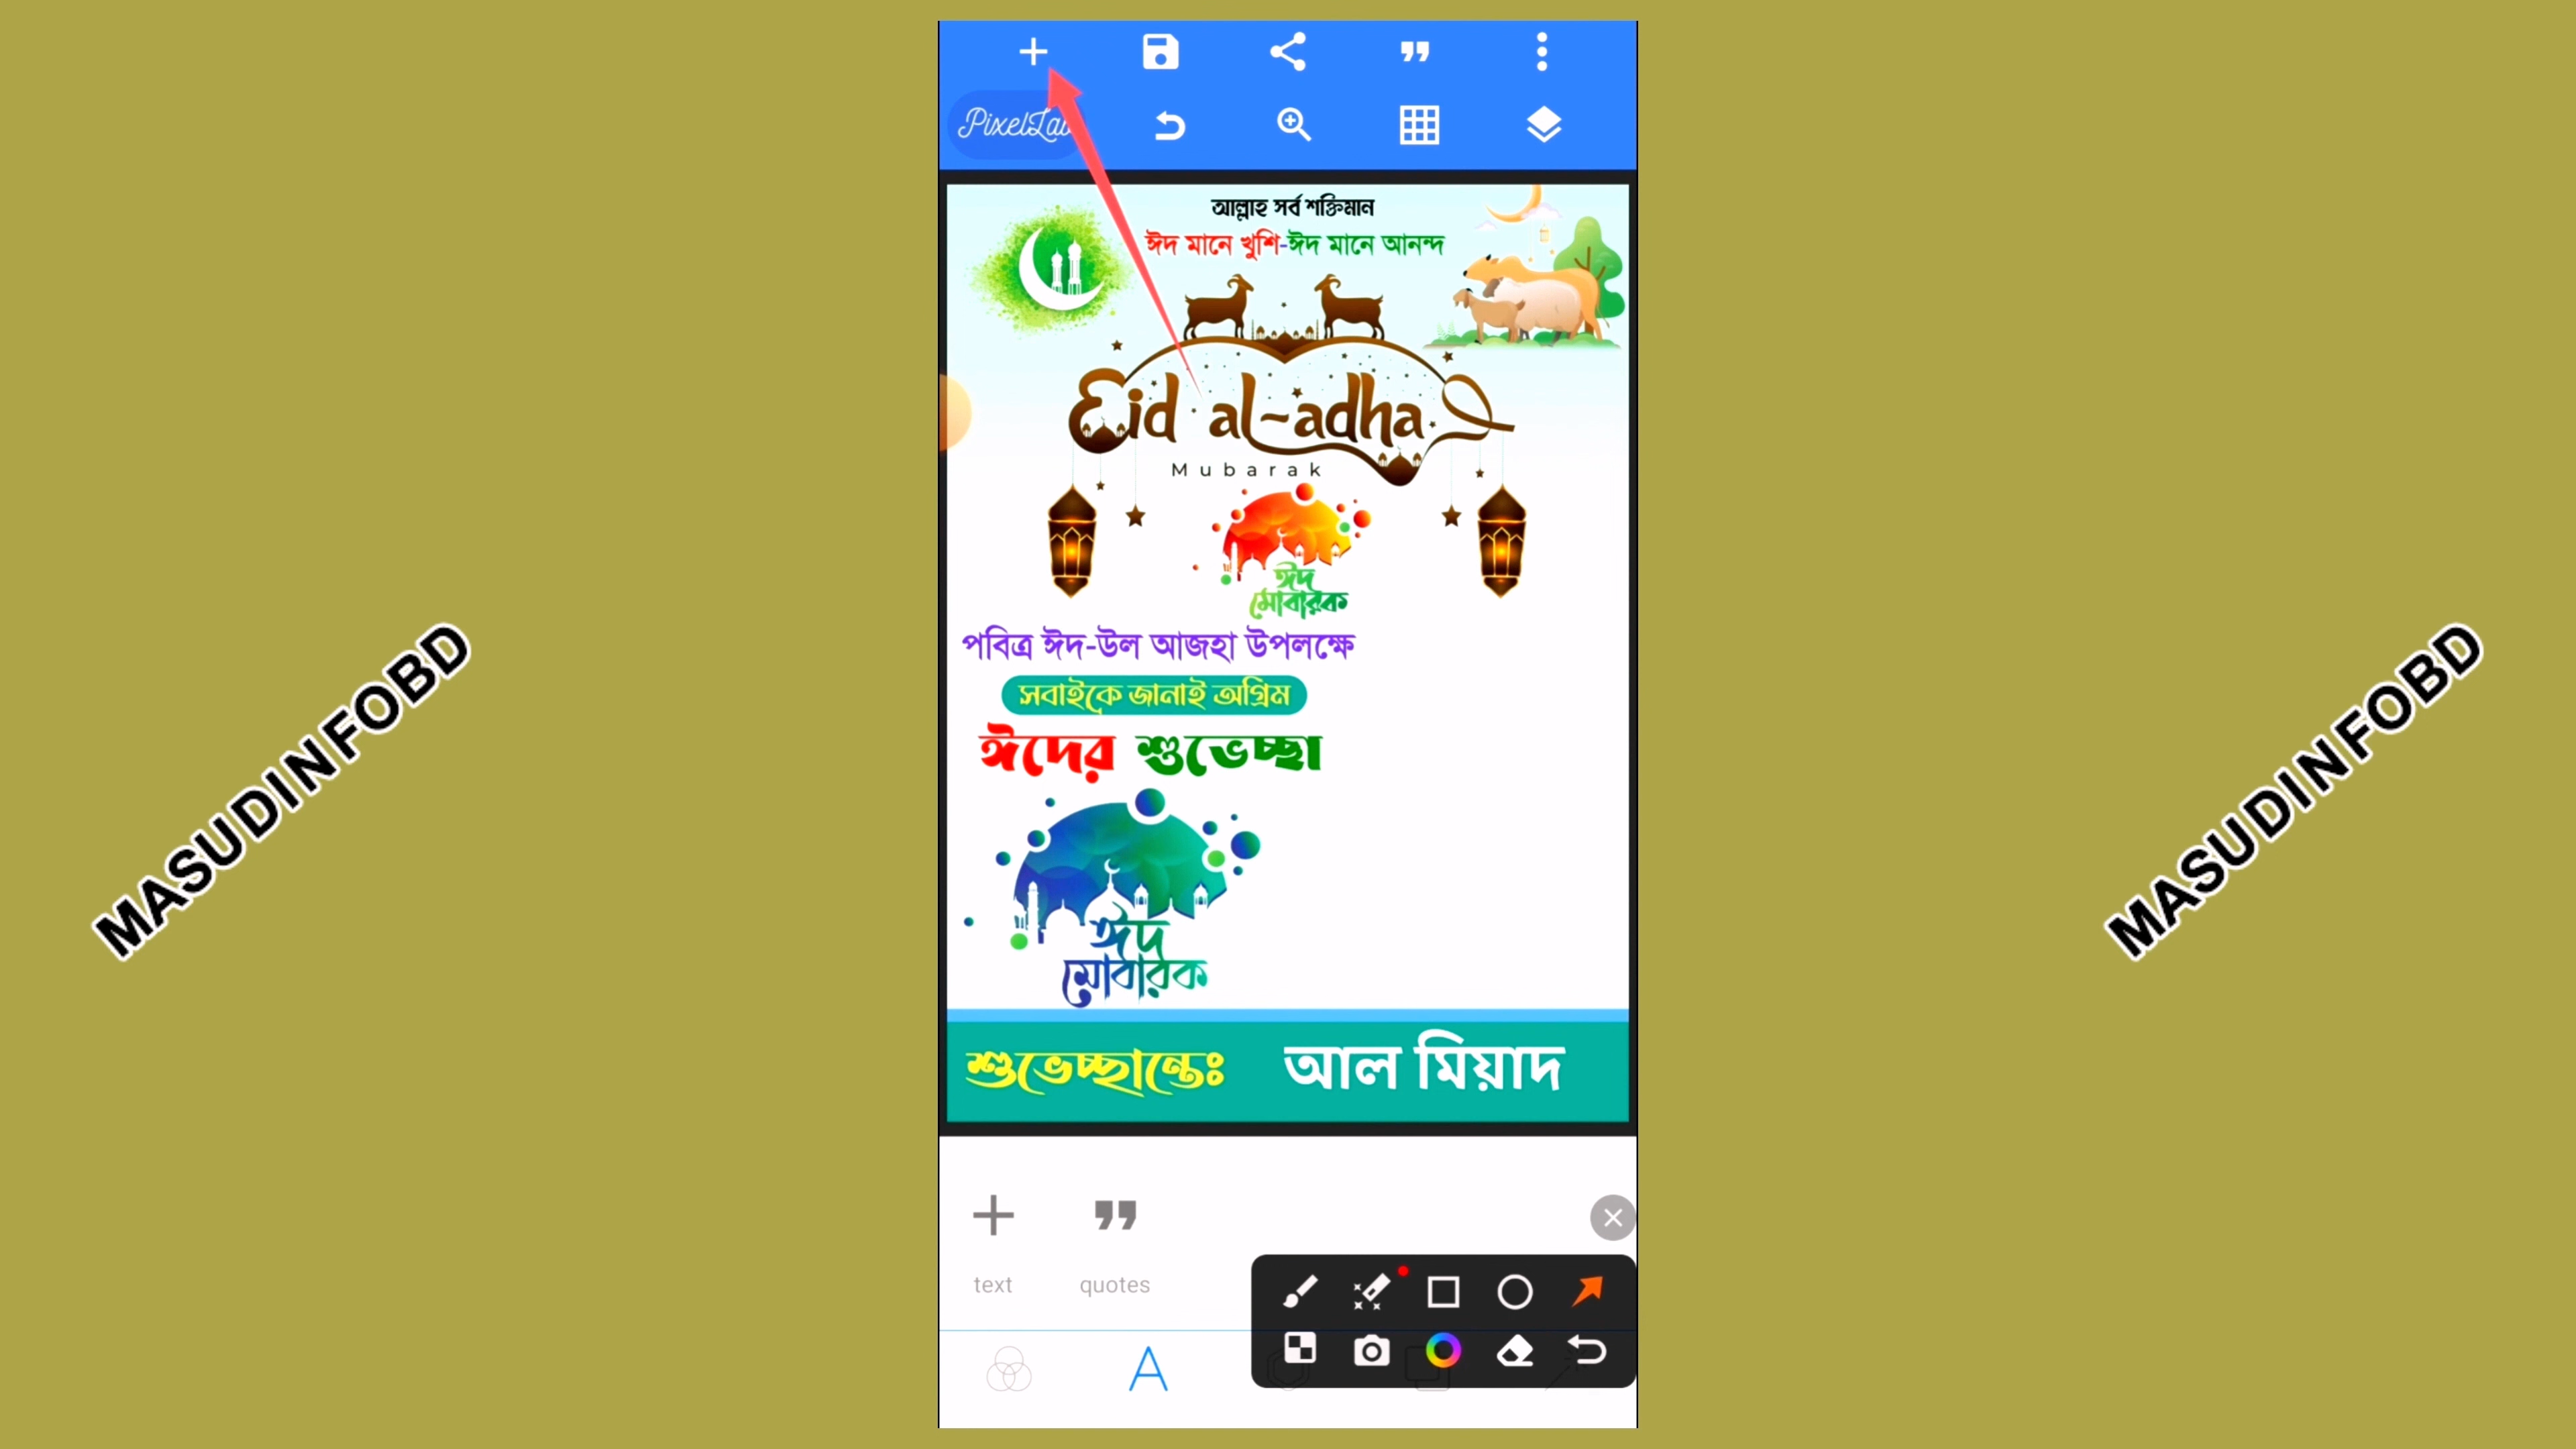 PixelLab
আল্লাহ সর্ব শক্তিমান
ঈদ মানে খুশি-ঈদ মানে আনন্দ
Eid al-adha
Mubarak
ঈদ
মোবারক
পবিত্র ঈদ-উল আজহা উপলক্ষে
সবাইকে জানাই অগ্রিম
ঈদের শুভেচ্ছা
ঈদ
মোবারক
শুভেচ্ছান্তেঃ আল মিয়াদ
text quotes
MASUDINFOBD
MASUDINFOBD